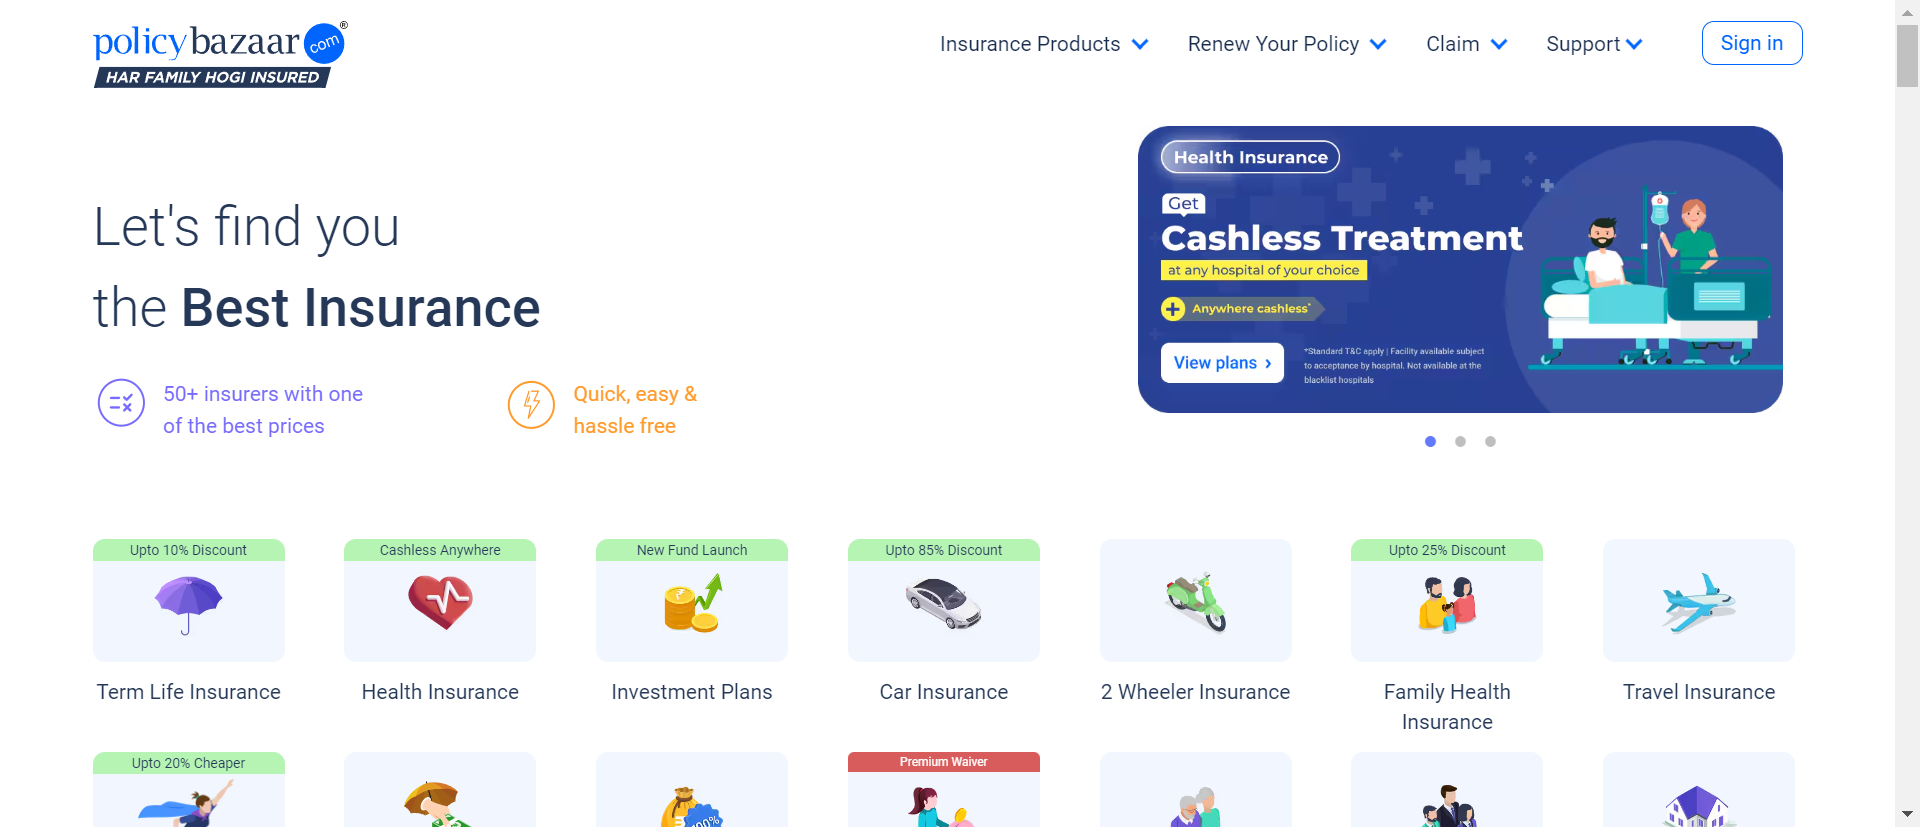 policybazaar com ®
HAR FAMILY HOGI INSURED
Insurance Products
Renew Your Policy
Claim
Support
Sign in
Let's find you
the Best Insurance
50+ insurers with one
of the best prices
Quick, easy &
hassle free
Health Insurance
Get
Cashless Treatment
at any hospital of your choice
Anywhere cashless*
View plans ›
*Standard T&C apply | Facility available subject
to acceptance by hospital. Not available at the
blacklist hospitals
Upto 10% Discount
Term Life Insurance
Cashless Anywhere
Health Insurance
New Fund Launch
Investment Plans
Upto 85% Discount
Car Insurance
2 Wheeler Insurance
Upto 25% Discount
Family Health
Insurance
Travel Insurance
Upto 20% Cheaper
100%
Premium Waiver